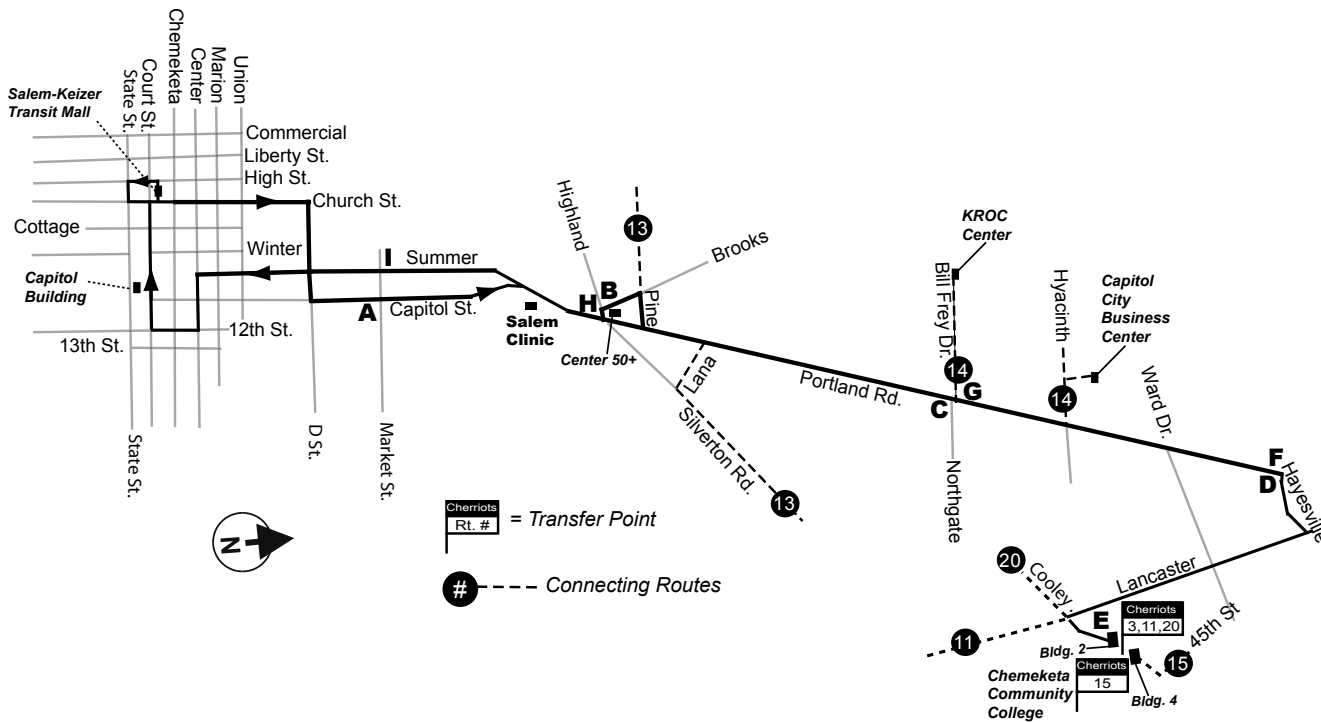 State St.
Court St.
Chemeketa
Center
Marion
Union
Salem-Keizer
Transit Mall
Commercial
Liberty St.
High St.
Church St.
Cottage
Winter
I
Summer
Capitol
Building
A
Capitol St.
12th St.
13th St.
State St.
D St.
Market St.
Salem
Clinic
Highland
13
Brooks
B
H
Pine
Center 50+
Lana
Silverton Rd.
13
Portland Rd.
KROC
Center
Bill Frey Dr.
14
G
C
Northgate
Hyacinth
14
Capitol
City
Business
Center
Ward Dr.
F
D
Hayesville
Lancaster
20
Cooley
11
E
Cherriots
3,11,20
Bldg. 2
45th St
15
Cherriots
15
Bldg. 4
Chemeketa
Community
College
N
Cherriots
Rt. #
= Transfer Point
#
Connecting Routes